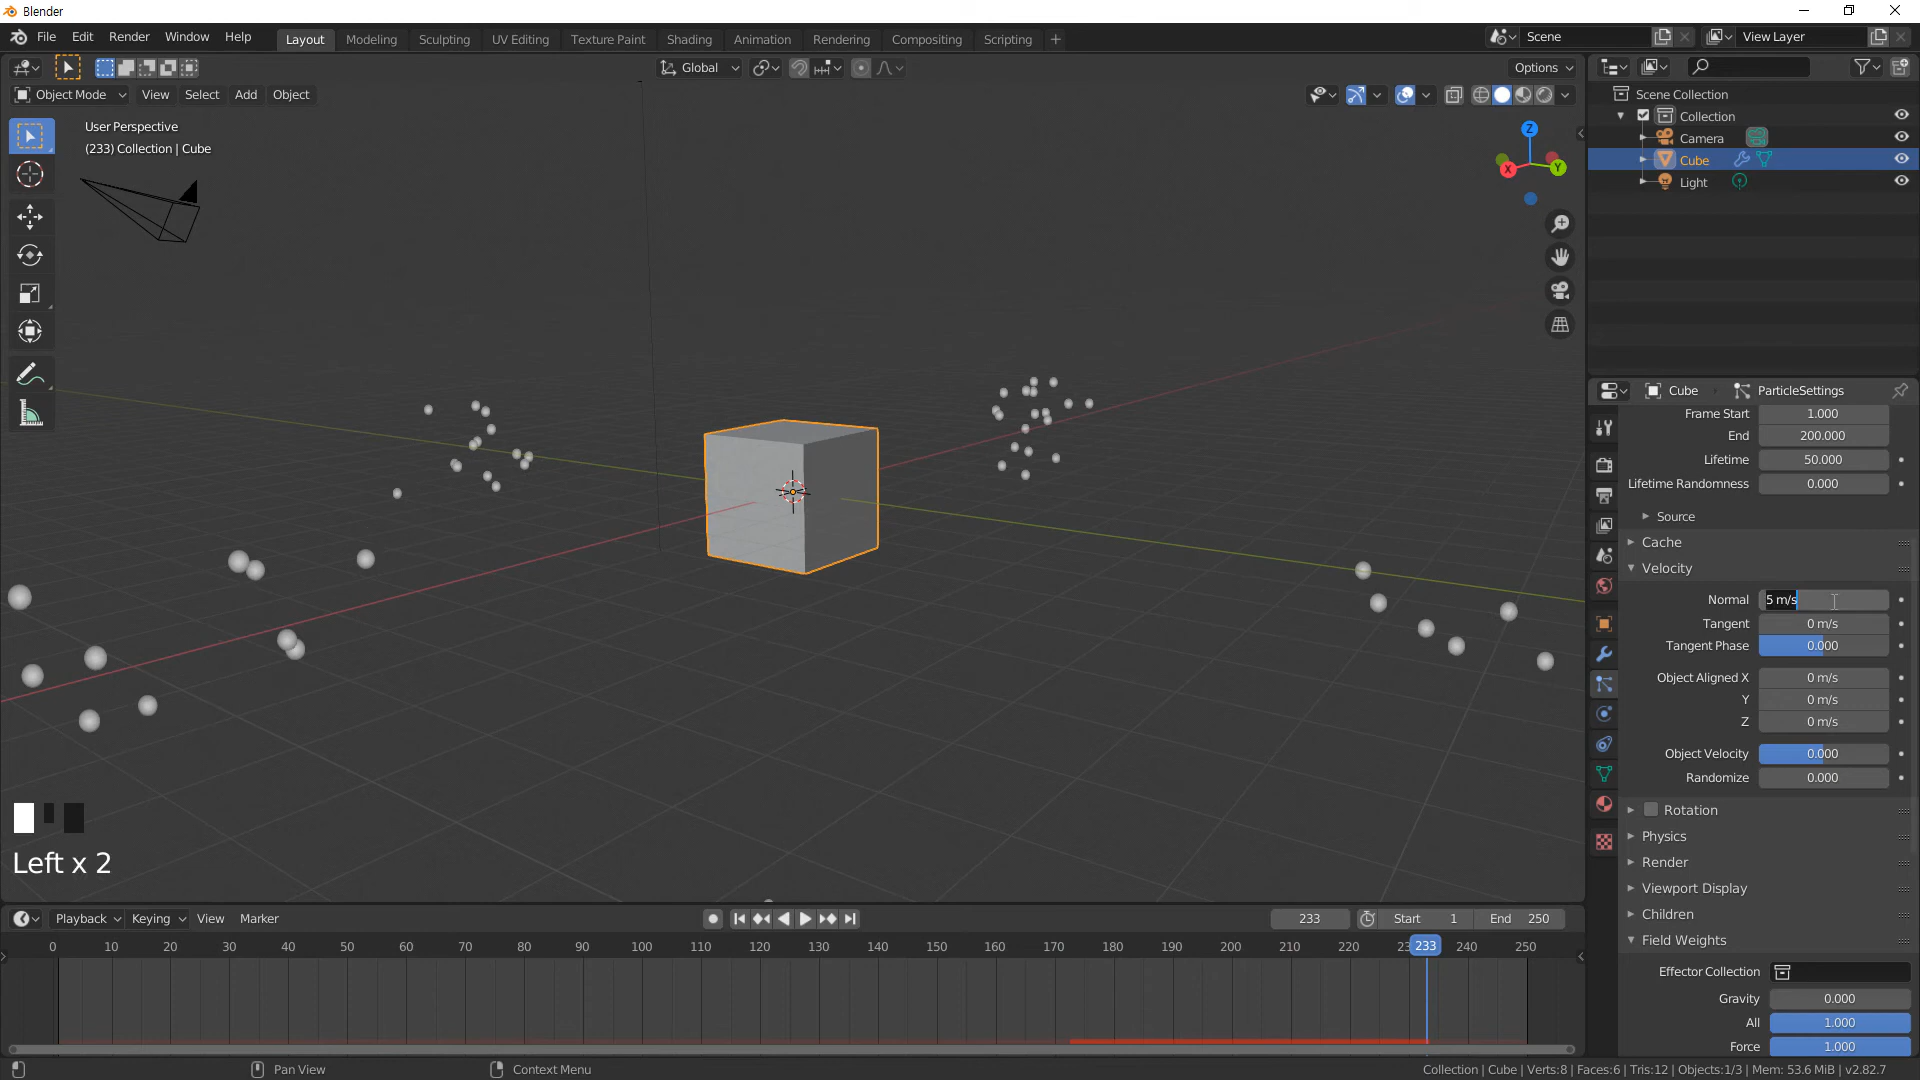 Blender
File Edit Render Window Help
Layout Modeling Sculpting UV Editing Texture Paint Shading Animation Rendering Compositing Scripting +
Scene
View Layer
Global
Options
Object Mode View Select Add Object
User Perspective
(233) Collection | Cube
Z
X
Y
Scene Collection
Collection
Camera
Cube
Light
Cube ParticleSettings
Frame Start 1.000
End 200.000
Lifetime 50.000
Lifetime Randomness 0.000
Source
Cache
Velocity
Normal 5 m/s
Tangent 0 m/s
Tangent Phase 0.000
Object Aligned X 0 m/s
Y 0 m/s
Z 0 m/s
Object Velocity 0.000
Randomize 0.000
Rotation
Physics
Render
Viewport Display
Children
Field Weights
Effector Collection
Gravity 0.000
All 1.000
Force 1.000
Left x 2
Playback Keying View Marker
233 Start 1 End 250
0 10 20 30 40 50 60 70 80 90 100 110 120 130 140 150 160 170 180 190 200 210 220 23 233 240 250
Pan View
Context Menu
Collection | Cube | Verts:8 | Faces:6 | Tris:12 | Objects:1/3 | Mem: 53.6 MiB | v2.82.7